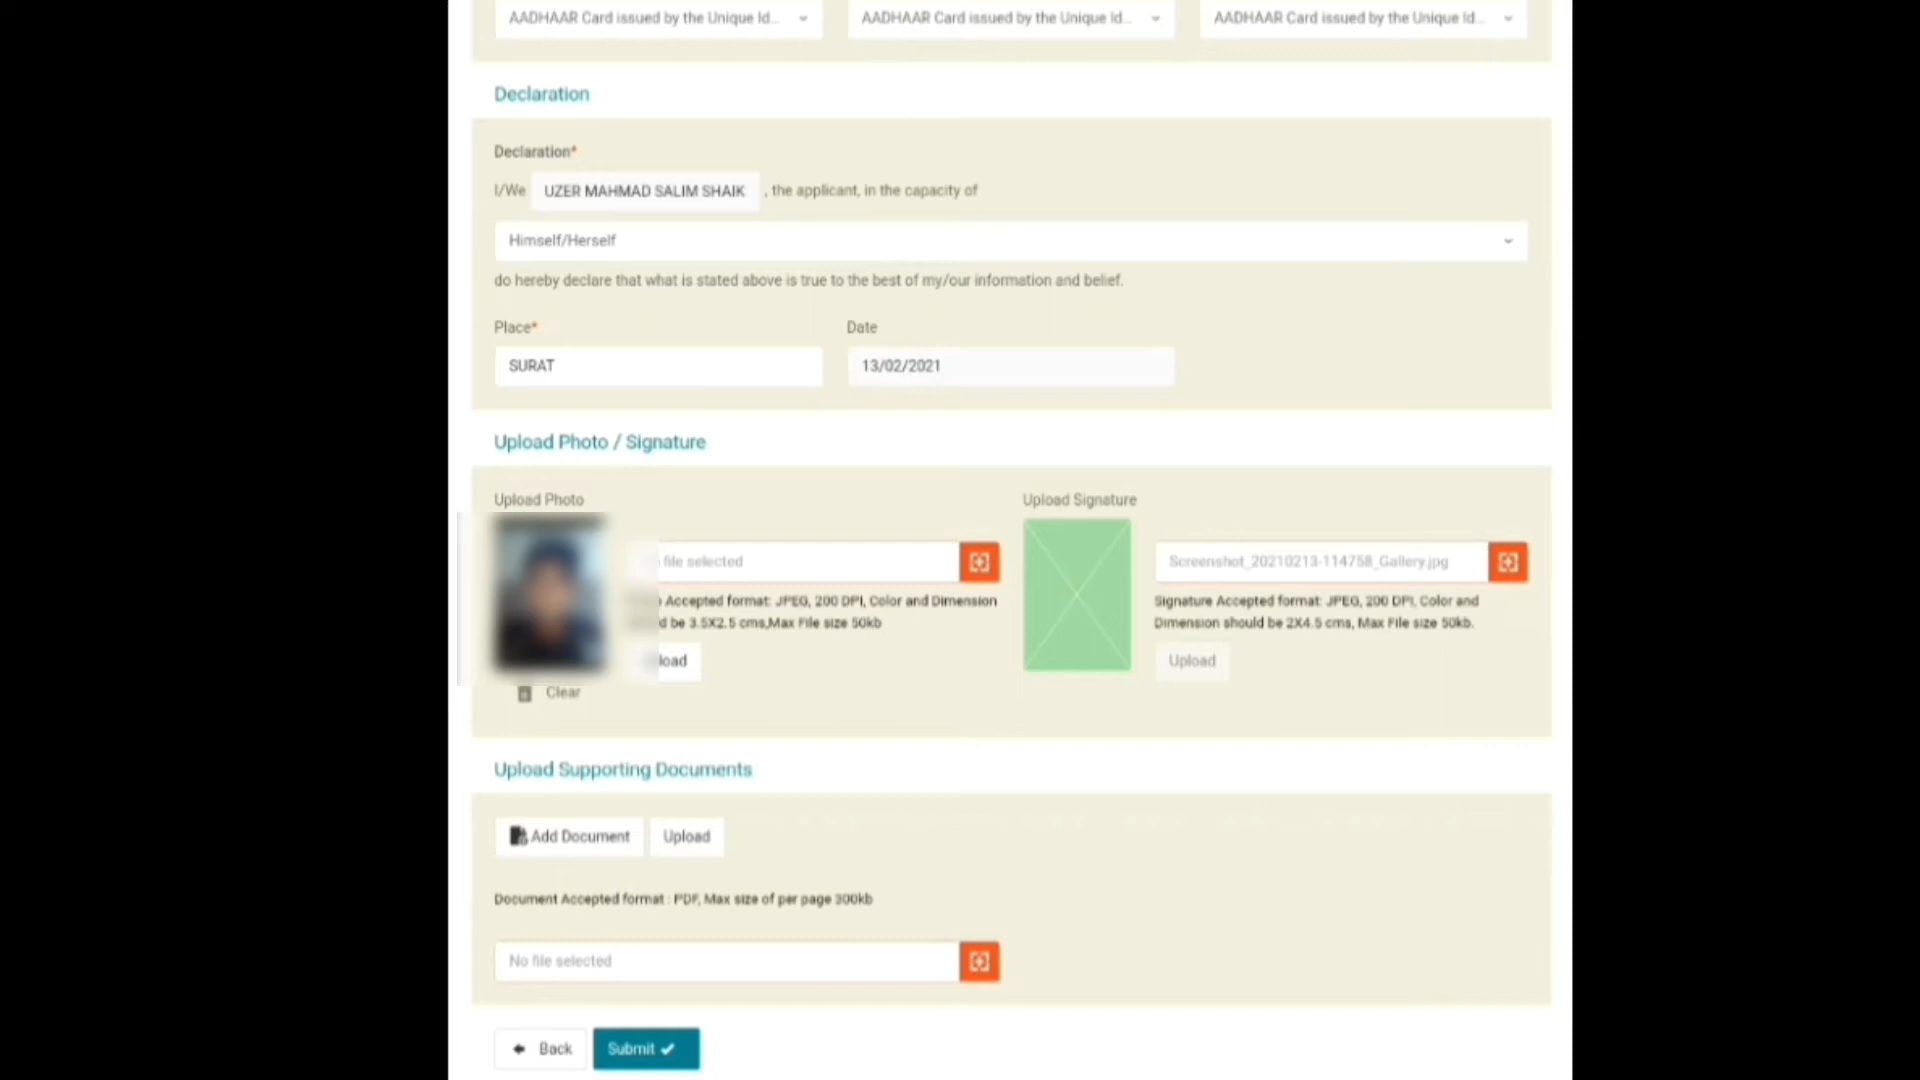 AADHAAR Card issued by the Unique Id... AADHAAR Card issued by the Unique Id... AADHAAR Card issued by the Unique Id...
Declaration
Declaration*
I/We UZER MAHMAD SALIM SHAIK , the applicant, in the capacity of
Himself/Herself
do hereby declare that what is stated above is true to the best of my/our information and belief.
Place* Date
SURAT 13/02/2021
Upload Photo / Signature
Upload Photo Upload Signature
file selected Screenshot_20210213-114758_Gallery.jpg
Accepted format: JPEG, 200 DPI, Color and Dimension
be 3.5X2.5 cms,Max File size 50kb
Signature Accepted format: JPEG, 200 DPI, Color and
Dimension should be 2X4.5 cms, Max File size 50kb.
Upload
Clear
Upload Supporting Documents
Add Document Upload
Document Accepted format : PDF, Max size of per page 300kb
No file selected
Back Submit